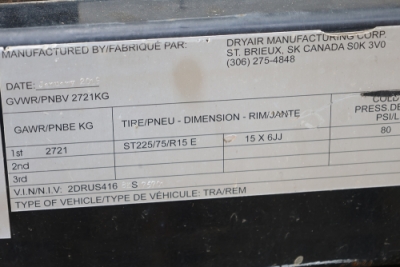 MANUFACTURED BY/FABRIQUÉ PAR: DRYAIR MANUFACTURING CORP.
ST. BRIEUX, SK CANADA S0K 3V0
(306) 275-4848
DATE:
GVWR/PNBV 2721KG
GAWR/PNBE KG TIPE/PNEU - DIMENSION - RIM/JANTE COLD
PRESS.DE
PSI/L
1st 2721 ST225/75/R15 E 15 X 6JJ 80
2nd
3rd
V.I.N/N.I.V: 2DRUS416 S
TYPE OF VEHICLE/TYPE DE VÉHICULE: TRA/REM